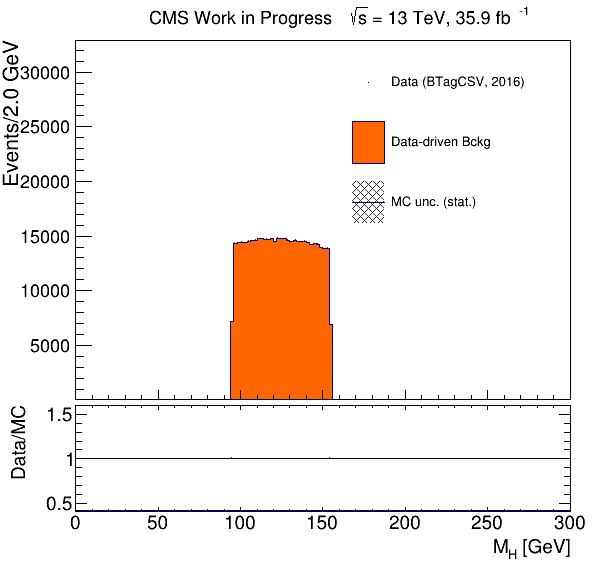 CMS Work in Progress √s = 13 TeV, 35.9 fb⁻¹
Events/2.0 GeV
30000
25000
20000
15000
10000
5000
Data (BTagCSV, 2016)
Data-driven Bckg
MC unc. (stat.)
Data/MC
1.5
1
0.5
0 50 100 150 200 250 300
M_H [GeV]